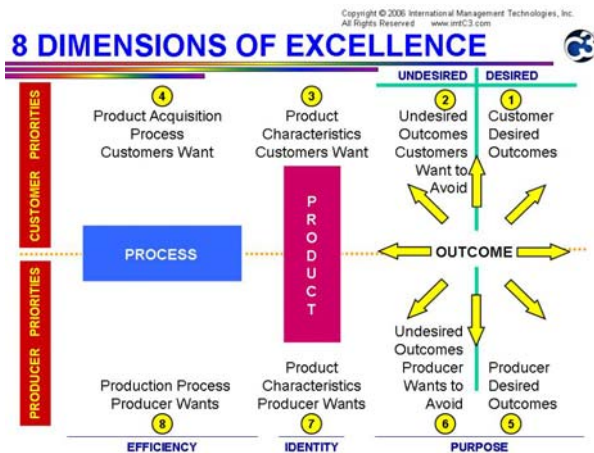 Copyright © 2006 International Management Technologies, Inc.
All Rights Reserved www.imtC3.com
8 DIMENSIONS OF EXCELLENCE
C3
UNDESIRED DESIRED
4
Product Acquisition
Process
Customers Want
3
Product
Characteristics
Customers Want
2
Undesired
Outcomes
Customers
Want to
Avoid
1
Customer
Desired
Outcomes
CUSTOMER PRIORITIES
PROCESS
PRODUCT
OUTCOME
PRODUCER PRIORITIES
Production Process
Producer Wants
8
Product
Characteristics
Producer Wants
7
Undesired
Outcomes
Producer
Wants to
Avoid
6
Producer
Desired
Outcomes
5
EFFICIENCY
IDENTITY
PURPOSE